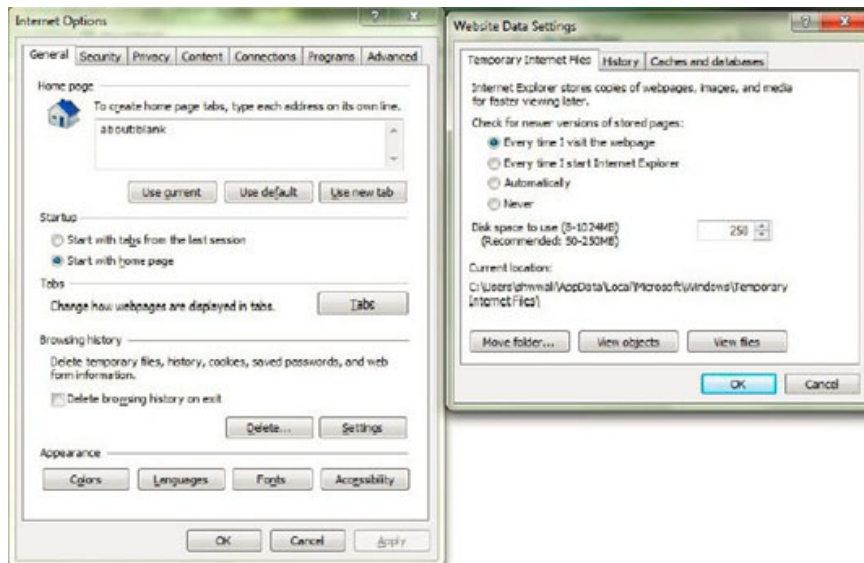 Internet Options
General Security Privacy Content Connections Programs Advanced
Home page
To create home page tabs, type each address on its own line.
about:blank
Use current Use default Use new tab
Startup
Start with tabs from the last session
Start with home page
Tabs
Change how webpages are displayed in tabs. Tabs
Browsing history
Delete temporary files, history, cookies, saved passwords, and web
form information.
Delete browsing history on exit
Delete... Settings
Appearance
Colors Languages Fonts Accessibility
OK Cancel Apply
Website Data Settings
Temporary Internet Files History Caches and databases
Internet Explorer stores copies of webpages, images, and media
for faster viewing later.
Check for newer versions of stored pages:
Every time I visit the webpage
Every time I start Internet Explorer
Automatically
Never
Disk space to use (8-1024MB) 250
(Recommended: 50-250MB)
Current location:
C:\Users\phwwal\AppData\Local\Microsoft\Windows\Temporary
Internet Files\
Move folder... View objects View files
OK Cancel